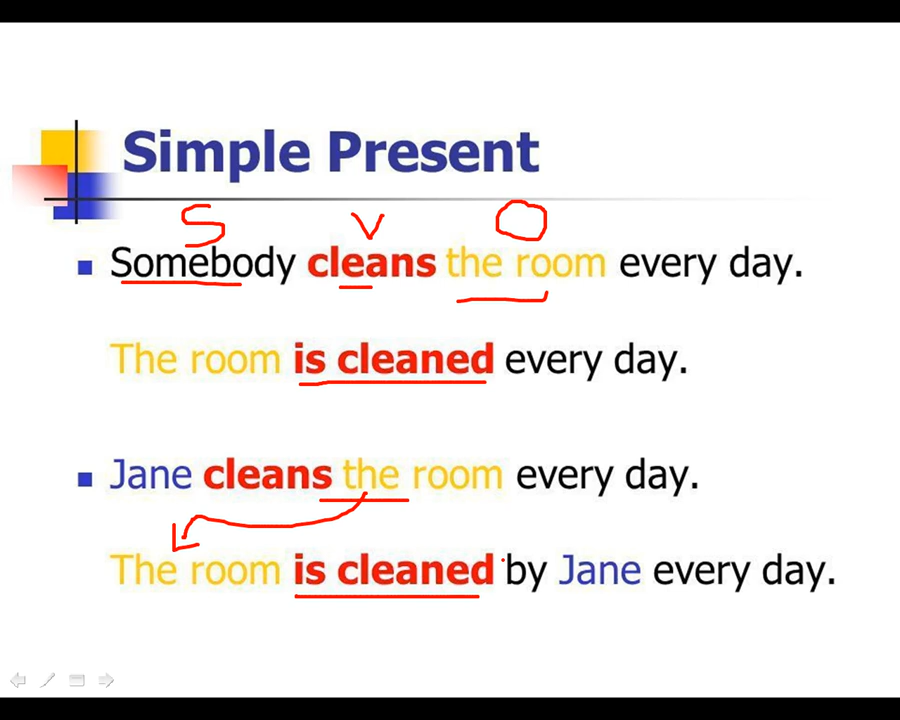 Simple Present
S V O
Somebody cleans the room every day.
The room is cleaned every day.
Jane cleans the room every day.
The room is cleaned by Jane every day.